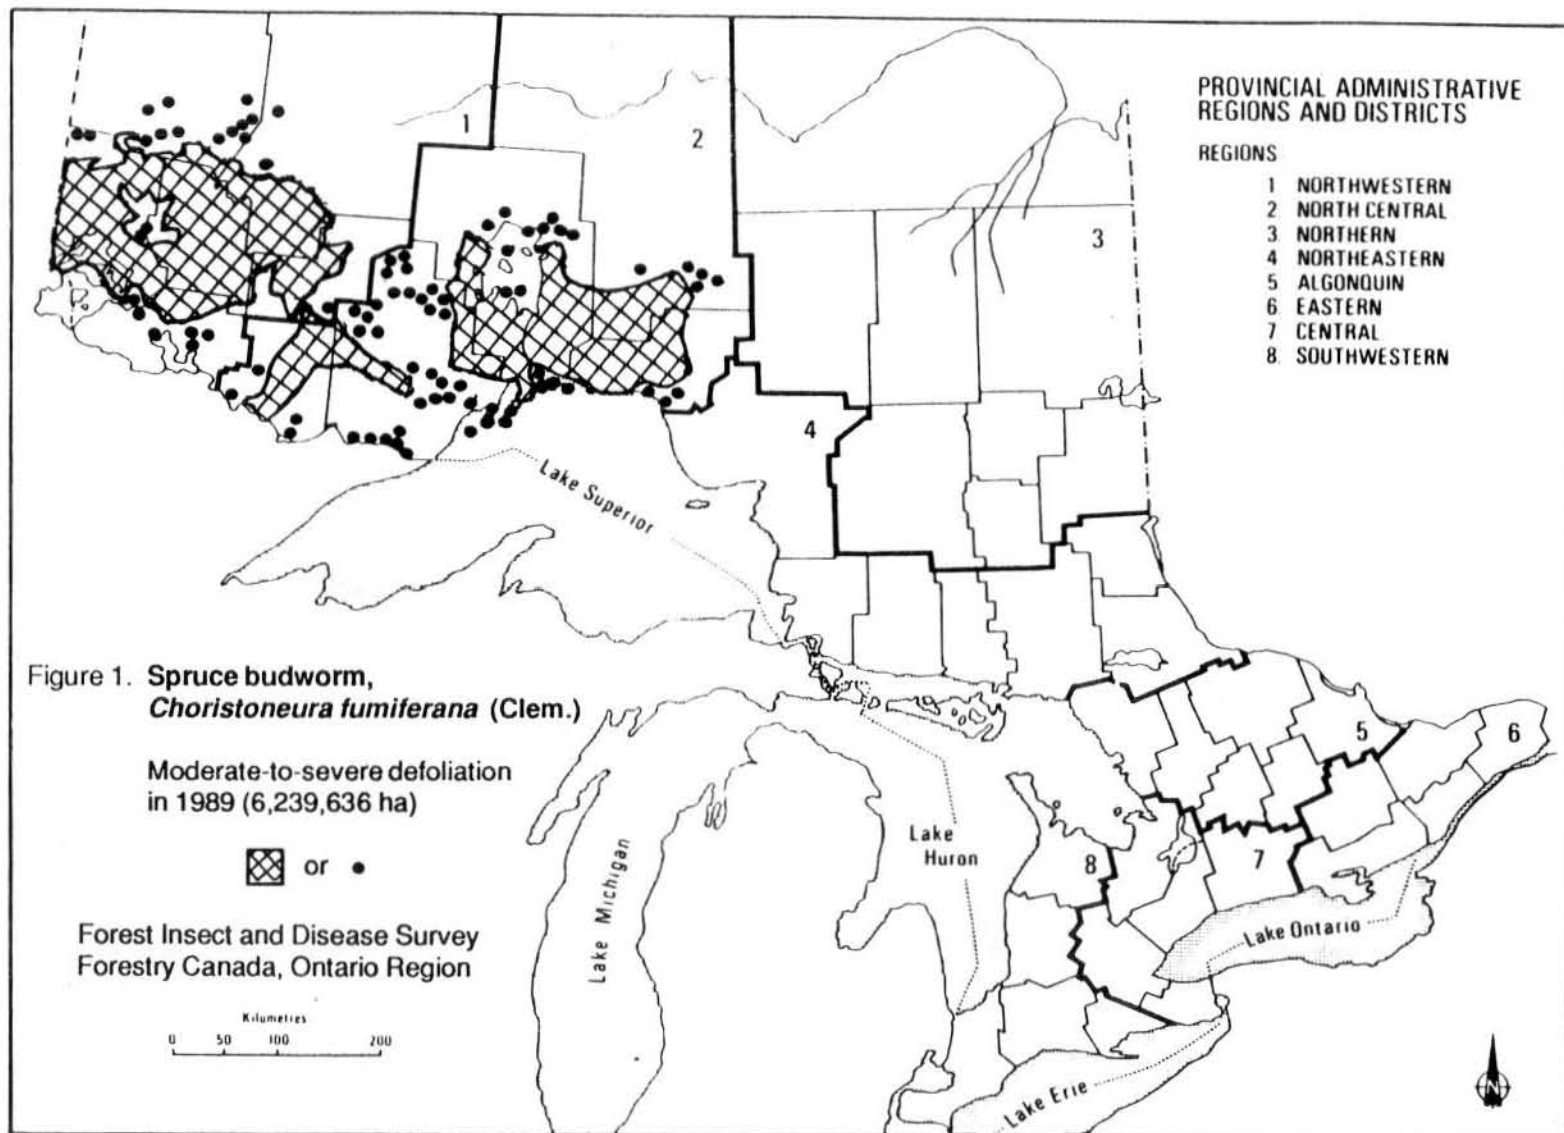 PROVINCIAL ADMINISTRATIVE
REGIONS AND DISTRICTS
REGIONS
1 NORTHWESTERN
2 NORTH CENTRAL
3 NORTHERN
4 NORTHEASTERN
5 ALGONQUIN
6 EASTERN
7 CENTRAL
8 SOUTHWESTERN
1
2
3
4
Lake Superior
Figure 1. Spruce budworm,
Choristoneura fumiferana (Clem.)
Moderate-to-severe defoliation
in 1989 (6,239,636 ha)
or
Forest Insect and Disease Survey
Forestry Canada, Ontario Region
Kilometres
0 50 100 200
Lake Michigan
Lake
Huron
5
6
7
8
Lake Ontario
Lake Erie
N